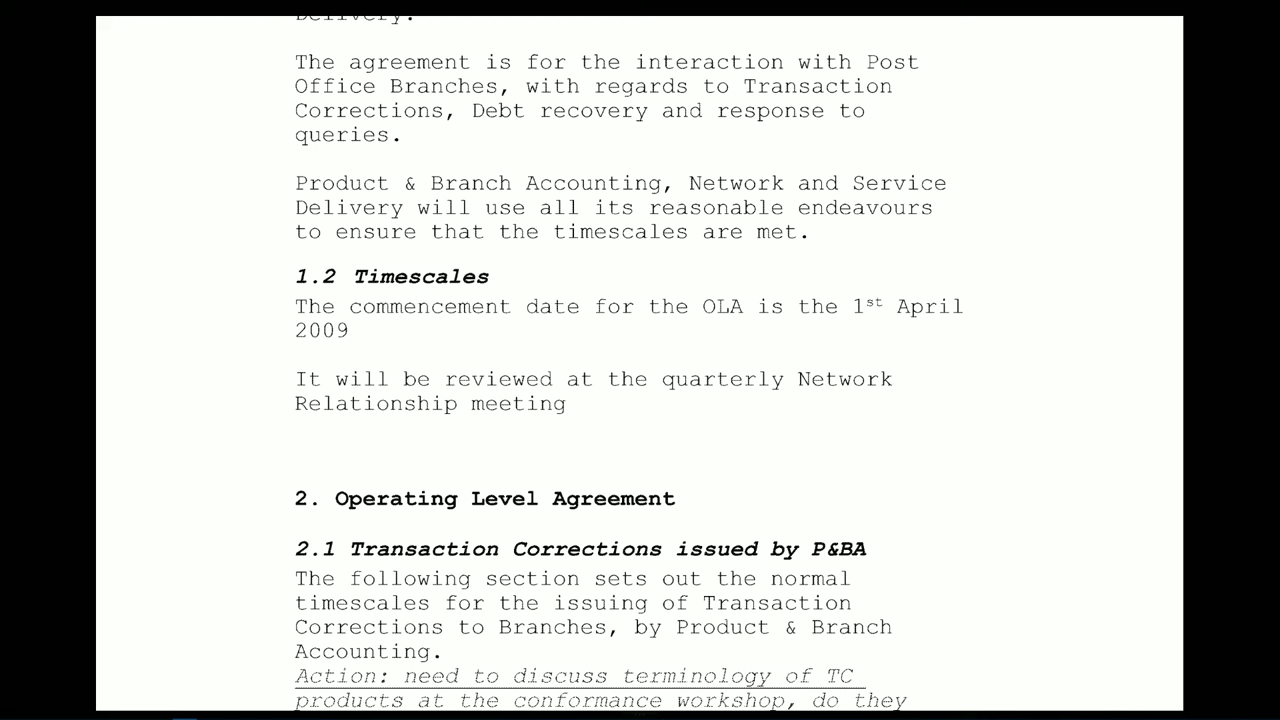 Delivery.
The agreement is for the interaction with Post
Office Branches, with regards to Transaction
Corrections, Debt recovery and response to
queries.
Product & Branch Accounting, Network and Service
Delivery will use all its reasonable endeavours
to ensure that the timescales are met.
1.2 Timescales
The commencement date for the OLA is the 1st April
2009
It will be reviewed at the quarterly Network
Relationship meeting
2. Operating Level Agreement
2.1 Transaction Corrections issued by P&BA
The following section sets out the normal
timescales for the issuing of Transaction
Corrections to Branches, by Product & Branch
Accounting.
Action: need to discuss terminology of TC
products at the conformance workshop, do they